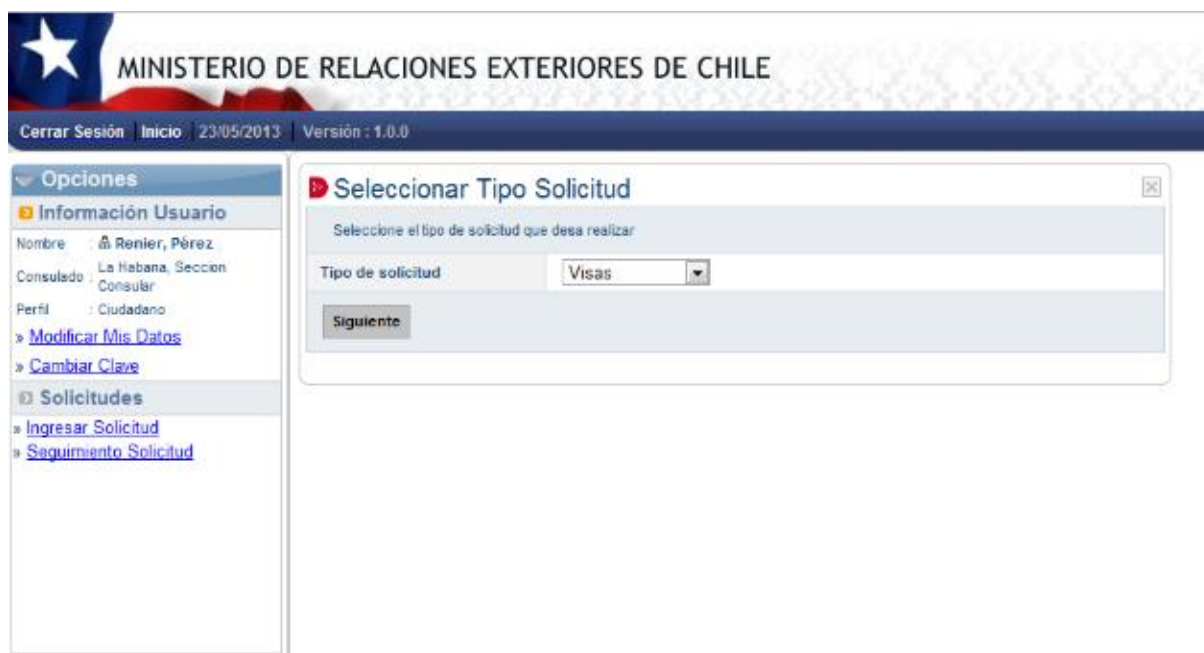 MINISTERIO DE RELACIONES EXTERIORES DE CHILE
Cerrar Sesión Inicio 23/05/2013 Versión : 1.0.0
Opciones
Información Usuario
Nombre : Renier, Pérez
Consulado : La Habana, Seccion
Consular
Perfil : Ciudadano
» Modificar Mis Datos
» Cambiar Clave
Solicitudes
» Ingresar Solicitud
» Seguimiento Solicitud
Seleccionar Tipo Solicitud
Seleccione el tipo de solicitud que desa realizar
Tipo de solicitud Visas
Siguiente